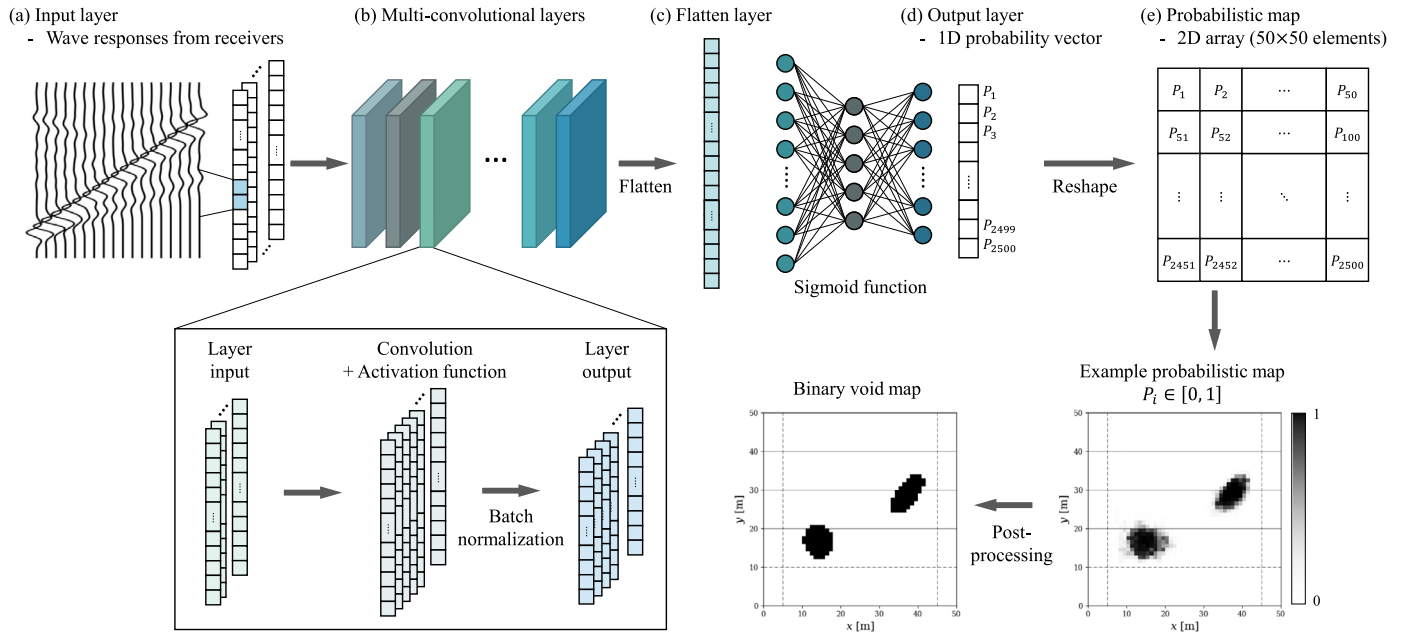 (a) Input layer
- Wave responses from receivers
(b) Multi-convolutional layers
(c) Flatten layer
(d) Output layer
- 1D probability vector
(e) Probabilistic map
- 2D array (50×50 elements)
Flatten
Sigmoid function
P₁
P₂
P₃
P₂₄₉₉
P₂₅₀₀
Reshape
P₁ P₂ ⋯ P₅₀
P₅₁ P₅₂ ⋯ P₁₀₀
⋮ ⋮ ⋱ ⋮
P₂₄₅₁ P₂₄₅₂ ⋯ P₂₅₀₀
Layer
input
Convolution
+ Activation function
Layer
output
Batch
normalization
Binary void map
50
40
30
20
10
0
y [m]
0 10 20 30 40 50
x [m]
Post-
processing
Example probabilistic map
Pᵢ ∈ [0, 1]
50
40
30
20
10
0
y [m]
0 10 20 30 40 50
x [m]
1
0